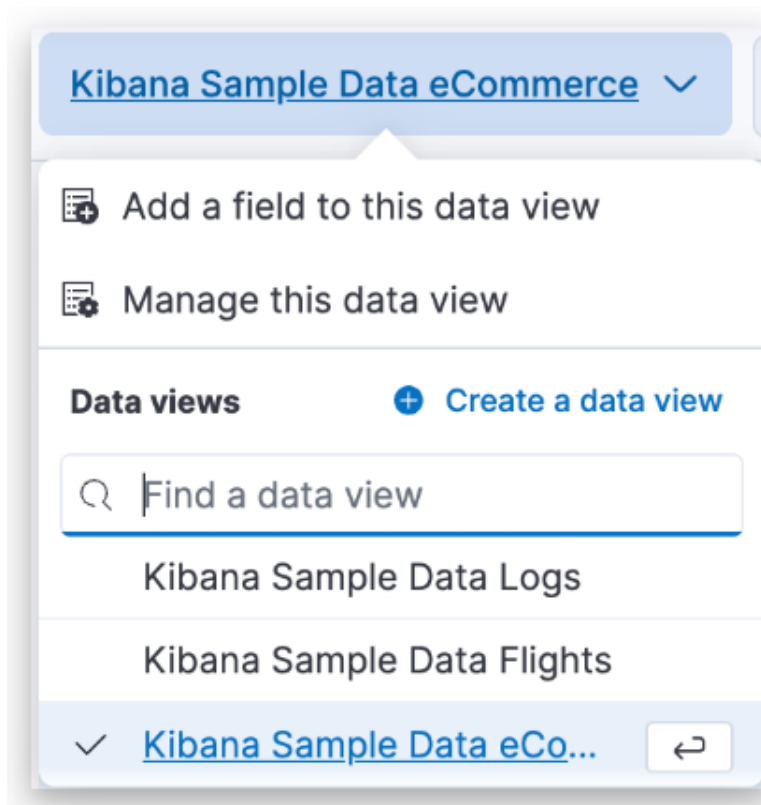 Kibana Sample Data eCommerce
Add a field to this data view
Manage this data view
Data views Create a data view
Find a data view
Kibana Sample Data Logs
Kibana Sample Data Flights
Kibana Sample Data eCo...